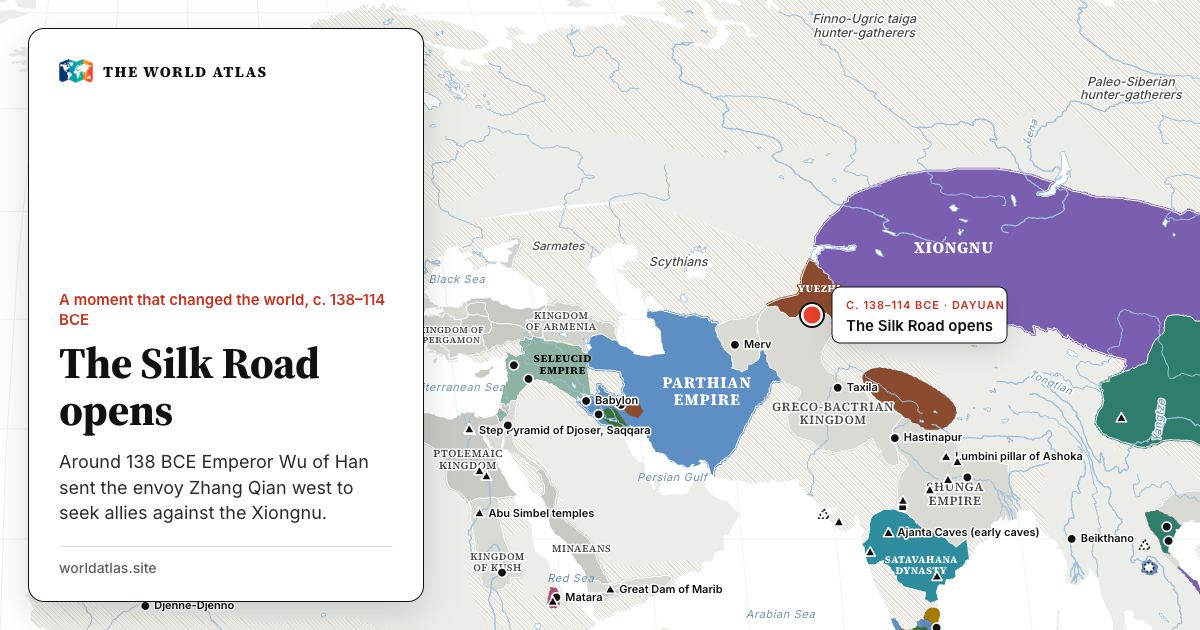 THE WORLD ATLAS
A moment that changed the world, c. 138–114
BCE
The Silk Road
opens
Around 138 BCE Emperor Wu of Han
sent the envoy Zhang Qian west to
seek allies against the Xiongnu.
worldatlas.site
Finno-Ugric taiga
hunter-gatherers
Paleo-Siberian
hunter-gatherers
Lena
Sarmates
Scythians
XIONGNU
Black Sea
YUEZHI
C. 138–114 BCE · DAYUAN
The Silk Road opens
KINGDOM
OF ARMENIA
KINGDOM OF
PERGAMON
Merv
SELEUCID
EMPIRE
PARTHIAN
EMPIRE
iterranean Sea
Taxila
Tongtian
Babylon
GRECO-BACTRIAN
KINGDOM
Yangtze
Step Pyramid of Djoser, Saqqara
Hastinapur
PTOLEMAIC
KINGDOM
Lumbini pillar of Ashoka
Persian Gulf
SHUNGA
EMPIRE
Abu Simbel temples
Ajanta Caves (early caves)
Beikthano
MINAEANS
KINGDOM
OF KUSH
SATAVAHANA
DYNASTY
Red Sea
Great Dam of Marib
Matara
Djenné-Djenno
Arabian Sea